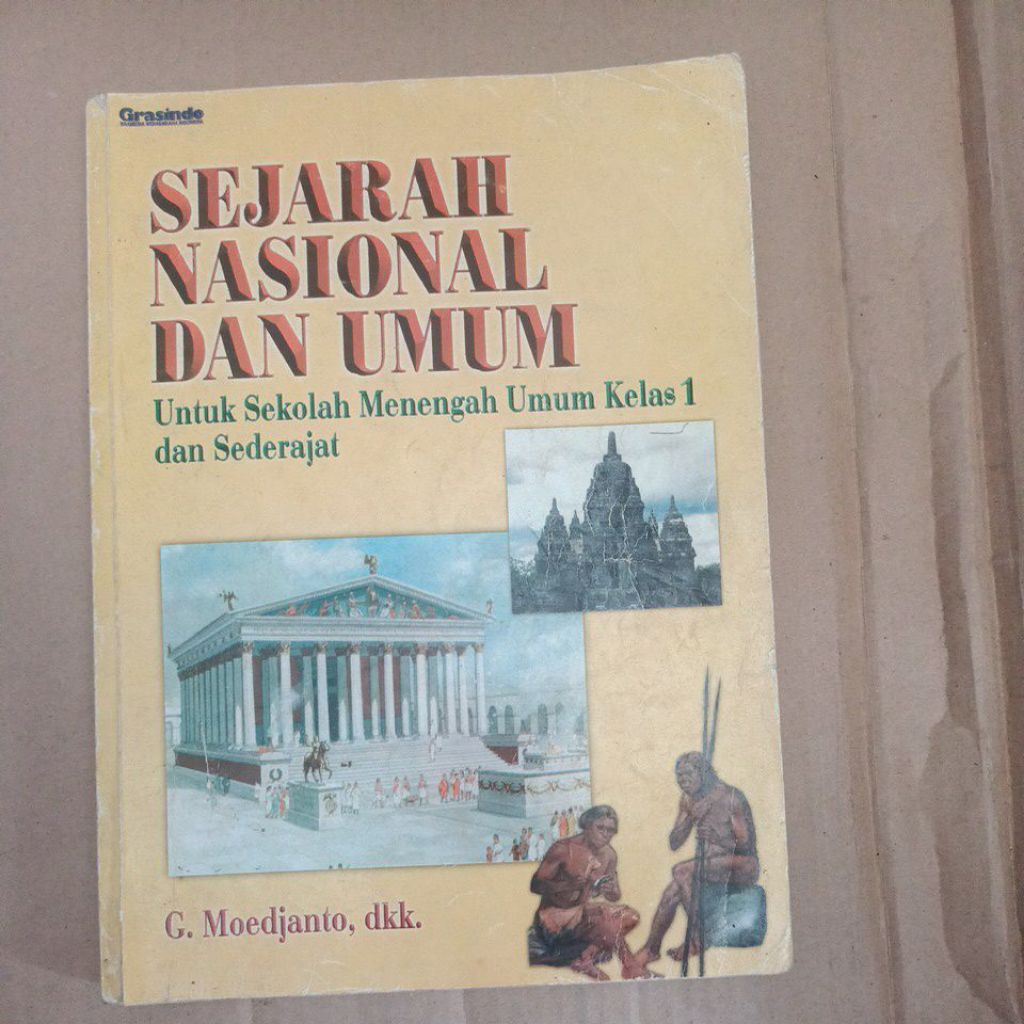 Grasindo
SEJARAH
NASIONAL
DAN UMUM
Untuk Sekolah Menengah Umum Kelas 1
dan Sederajat
G. Moedjanto, dkk.